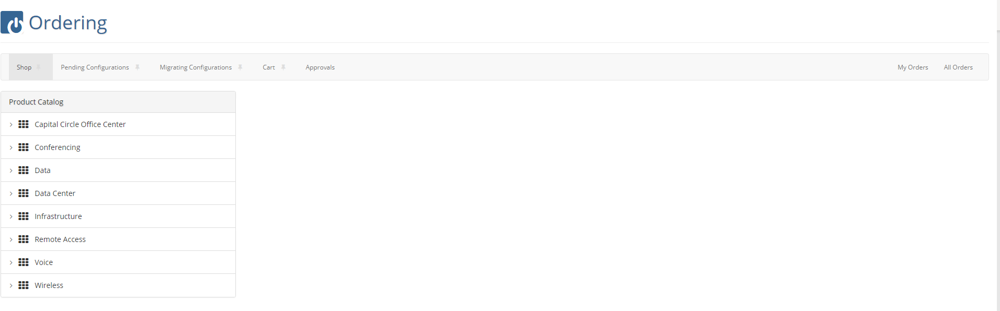 Ordering
Shop Pending Configurations Migrating Configurations Cart Approvals My Orders All Orders
Product Catalog
Capital Circle Office Center
Conferencing
Data
Data Center
Infrastructure
Remote Access
Voice
Wireless